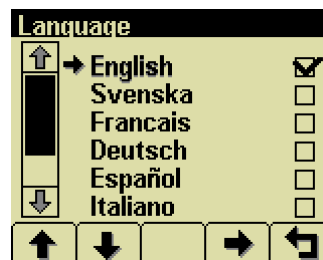 Language
English
Svenska
Francais
Deutsch
Español
Italiano